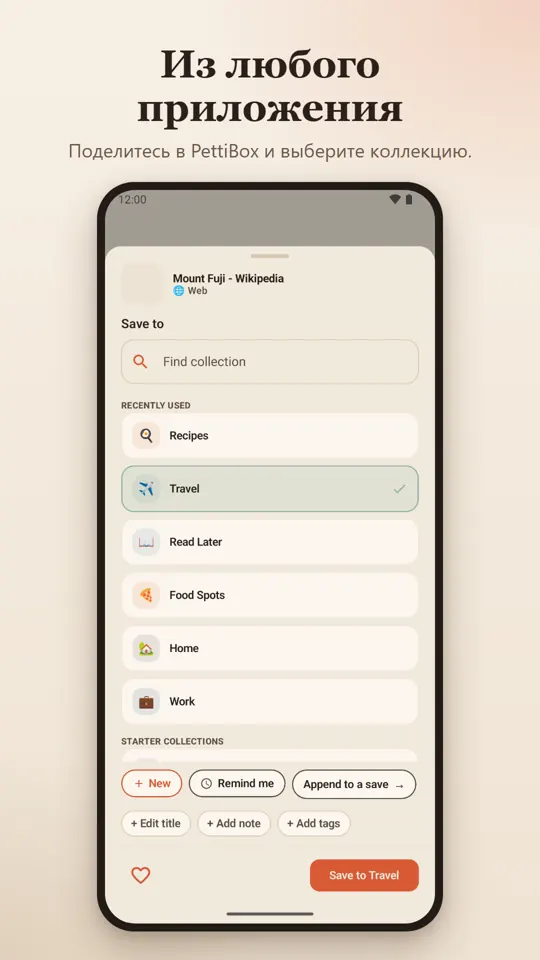 Из любого
приложения
Поделитесь в PettiBox и выберите коллекцию.
12:00
Mount Fuji - Wikipedia
Web
Save to
Find collection
RECENTLY USED
Recipes
Travel
Read Later
Food Spots
Home
Work
STARTER COLLECTIONS
+ New
Remind me
Append to a save →
+ Edit title
+ Add note
+ Add tags
Save to Travel